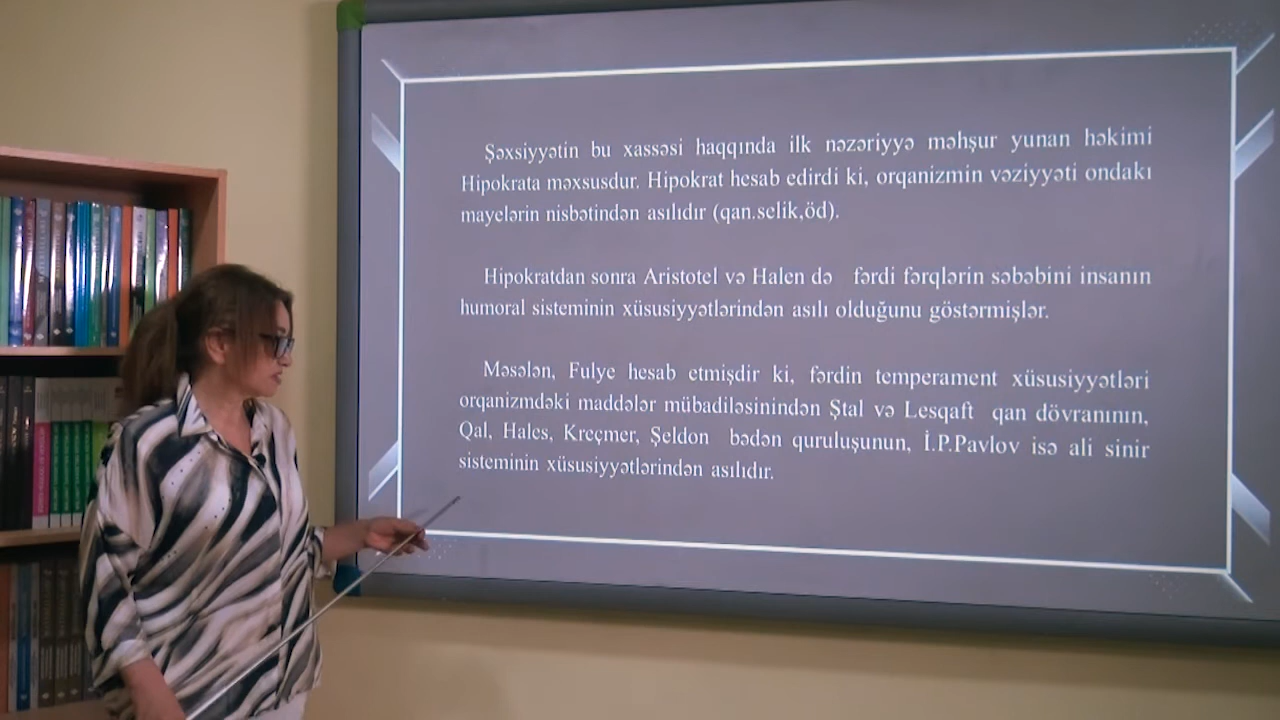 Şəxsiyyətin bu xassəsi haqqında ilk nəzəriyyə məhşur yunan həkimi
Hipokrata məxsusdur. Hipokrat hesab edirdi ki, orqanizmin vəziyyəti ondakı
mayelərin nisbətindən asılıdır (qan.selik,öd).
Hipokratdan sonra Aristotel və Halen də fərdi fərqlərin səbəbini insanın
humoral sisteminin xüsusiyyətlərindən asılı olduğunu göstərmişlər.
Məsələn, Fulye hesab etmişdir ki, fərdin temperament xüsusiyyətləri
orqanizmdəki maddələr mübadiləsinindən Ştal və Lesqaft qan dövranının,
Qal, Hales, Kreçmer, Şeldon bədən quruluşunun, İ.P.Pavlov isə ali sinir
sisteminin xüsusiyyətlərindən asılıdır.